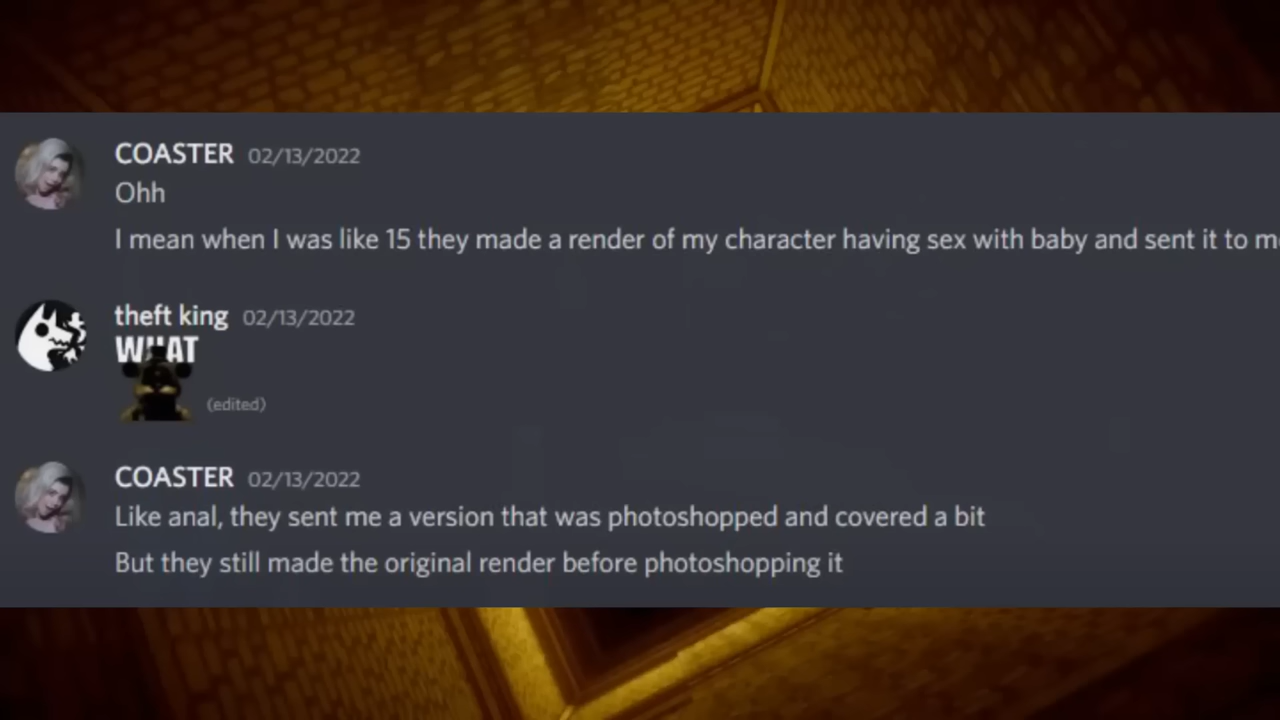 COASTER 02/13/2022
Ohh
I mean when I was like 15 they made a render of my character having sex with baby and sent it to
theft king 02/13/2022
WHAT
(edited)
COASTER 02/13/2022
Like anal, they sent me a version that was photoshopped and covered a bit
But they still made the original render before photoshopping it